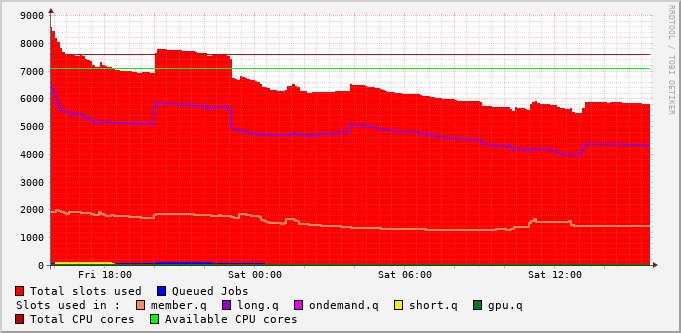 9000
8000
7000
6000
5000
4000
3000
2000
1000
0
Fri 18:00 Sat 00:00 Sat 06:00 Sat 12:00
RRDTOOL / TOBI OETIKER
Total slots used Queued Jobs
Slots used in : member.q long.q ondemand.q short.q gpu.q
Total CPU cores Available CPU cores